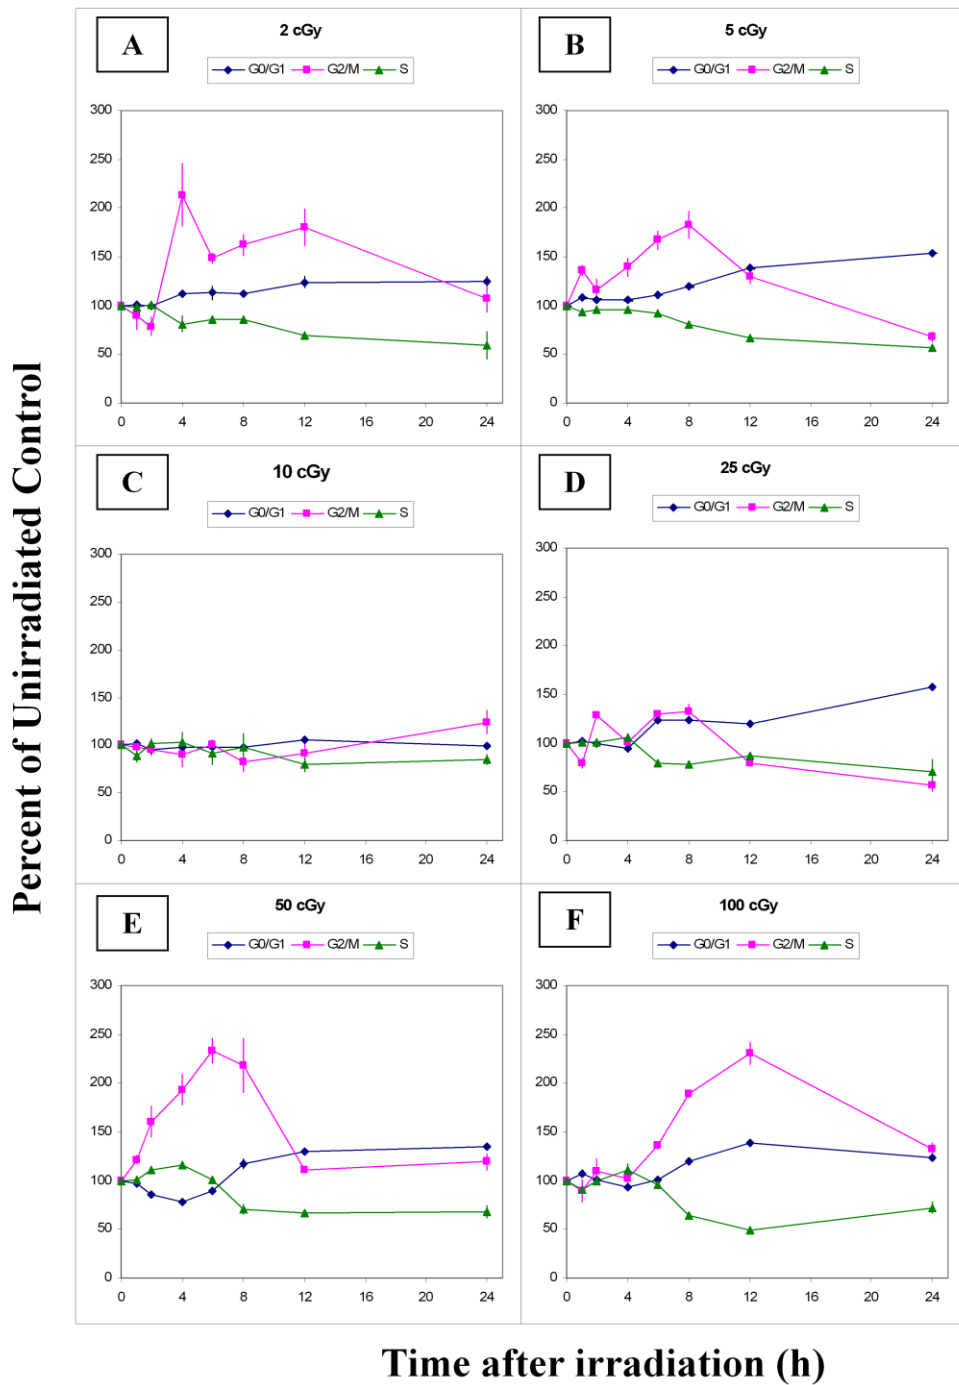 Percent of Unirradiated Control
A
2 cGy
G0/G1 G2/M S
300
250
200
150
100
50
0
0 4 8 12 16 20 24
B
5 cGy
G0/G1 G2/M S
300
250
200
150
100
50
0
0 4 8 12 16 20 24
C
10 cGy
G0/G1 G2/M S
300
250
200
150
100
50
0
0 4 8 12 16 20 24
D
25 cGy
G0/G1 G2/M S
300
250
200
150
100
50
0
0 4 8 12 16 20 24
E
50 cGy
G0/G1 G2/M S
300
250
200
150
100
50
0
0 4 8 12 16 20 24
F
100 cGy
G0/G1 G2/M S
300
250
200
150
100
50
0
0 4 8 12 16 20 24
Time after irradiation (h)